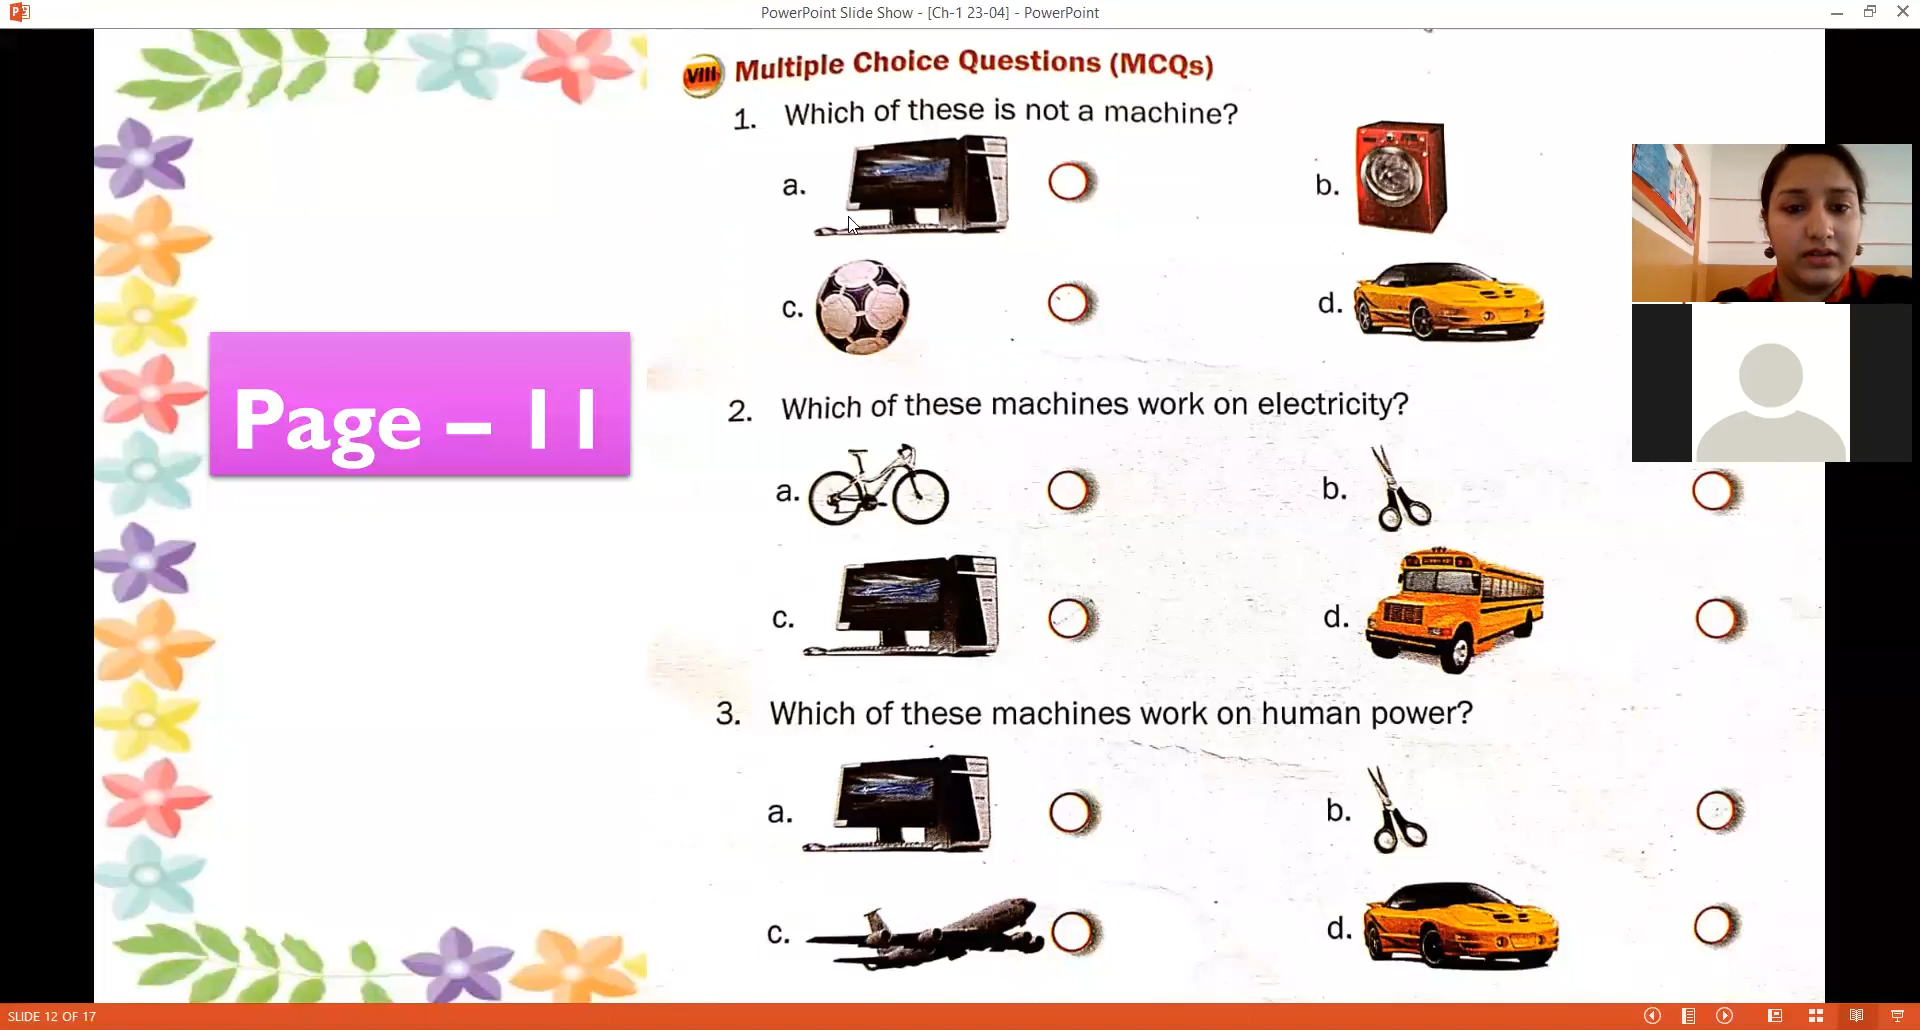 PowerPoint Slide Show - [Ch-1 23-04] - PowerPoint
VIII Multiple Choice Questions (MCQs)
1. Which of these is not a machine?
a.
b.
c.
d.
Page – 11
2. Which of these machines work on electricity?
a.
b.
c.
d.
3. Which of these machines work on human power?
a.
b.
c.
d.
SLIDE 12 OF 17